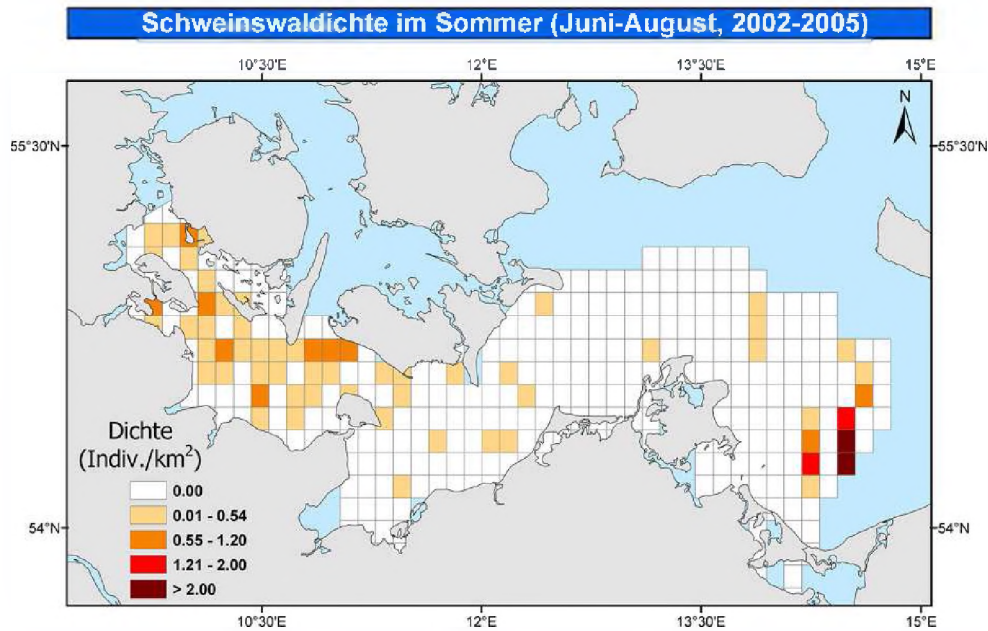 Schweinswaldichte im Sommer (Juni-August, 2002-2005)
10°30'E 12°E 13°30'E 15°E
N
55°30'N 55°30'N
Dichte
(Indiv./km²)
0.00
0.01 - 0.54
0.55 - 1.20
1.21 - 2.00
> 2.00
54°N 54°N
10°30'E 12°E 13°30'E 15°E